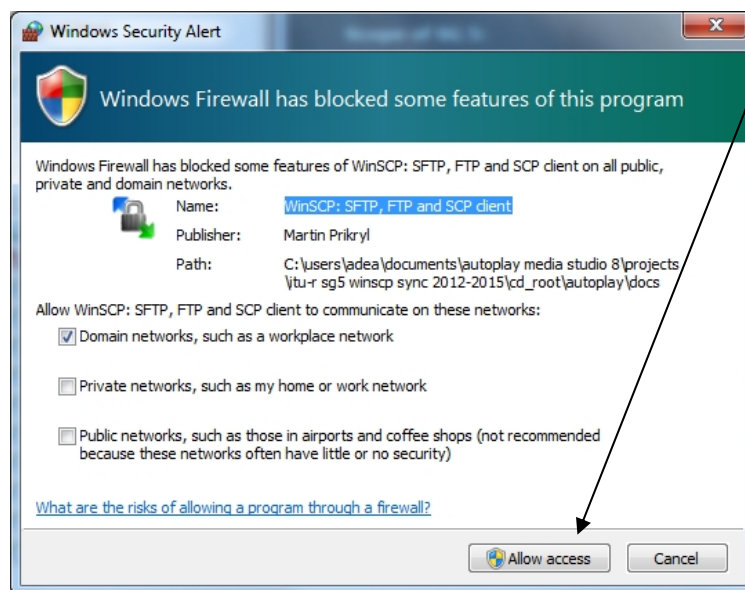 Windows Security Alert
Windows Firewall has blocked some features of this program
Windows Firewall has blocked some features of WinSCP: SFTP, FTP and SCP client on all public,
private and domain networks.
Name: WinSCP: SFTP, FTP and SCP client
Publisher: Martin Prikryl
Path: C:\users\adea\documents\autoplay media studio 8\projects
\itu-r sg5 winscp sync 2012-2015\cd_root\autoplay\docs
Allow WinSCP: SFTP, FTP and SCP client to communicate on these networks:
Domain networks, such as a workplace network
Private networks, such as my home or work network
Public networks, such as those in airports and coffee shops (not recommended
because these networks often have little or no security)
What are the risks of allowing a program through a firewall?
Allow access
Cancel